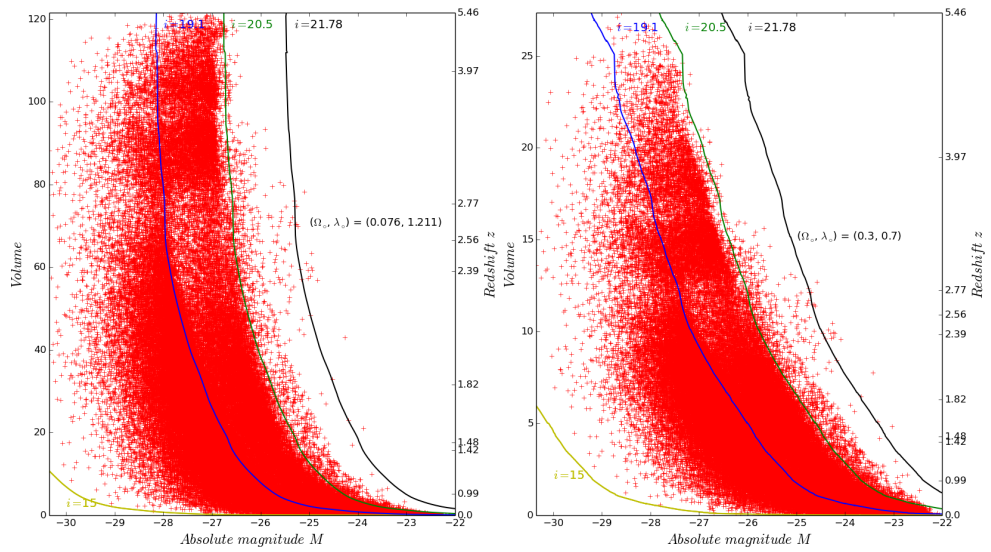 i=19.1 i=20.5 i=21.78
120
100
80
60
40
20
0
Volume
5.46
3.97
2.77
2.56
2.39
1.82
1.48
1.42
0.99
0.0
Redshift z
(Ω₀, λ₀) = (0.076, 1.211)
i=15
−30 −29 −28 −27 −26 −25 −24 −23 −22
Absolute magnitude M
i=19.1 i=20.5 i=21.78
25
20
15
10
5
0
Volume
5.46
3.97
2.77
2.56
2.39
1.82
1.48
1.42
0.99
0.0
Redshift z
(Ω₀, λ₀) = (0.3, 0.7)
i=15
−30 −29 −28 −27 −26 −25 −24 −23 −22
Absolute magnitude M